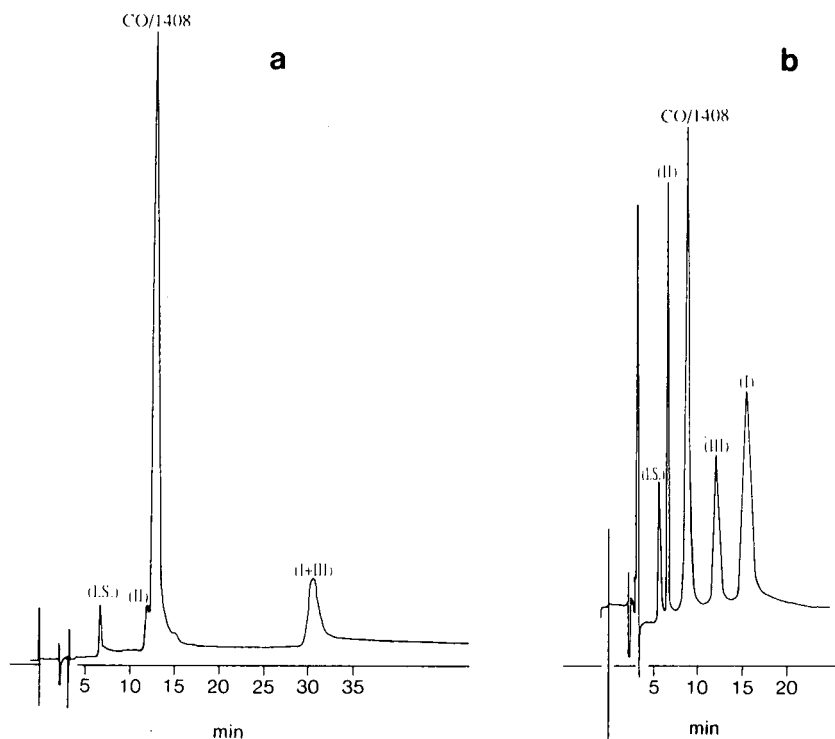 CO/1408
a
(I.S.)
(II)
(I+III)
5 10 15 20 25 30 35
min
b
CO/1408
(II)
(I.S.)
(III)
(I)
5 10 15 20
min